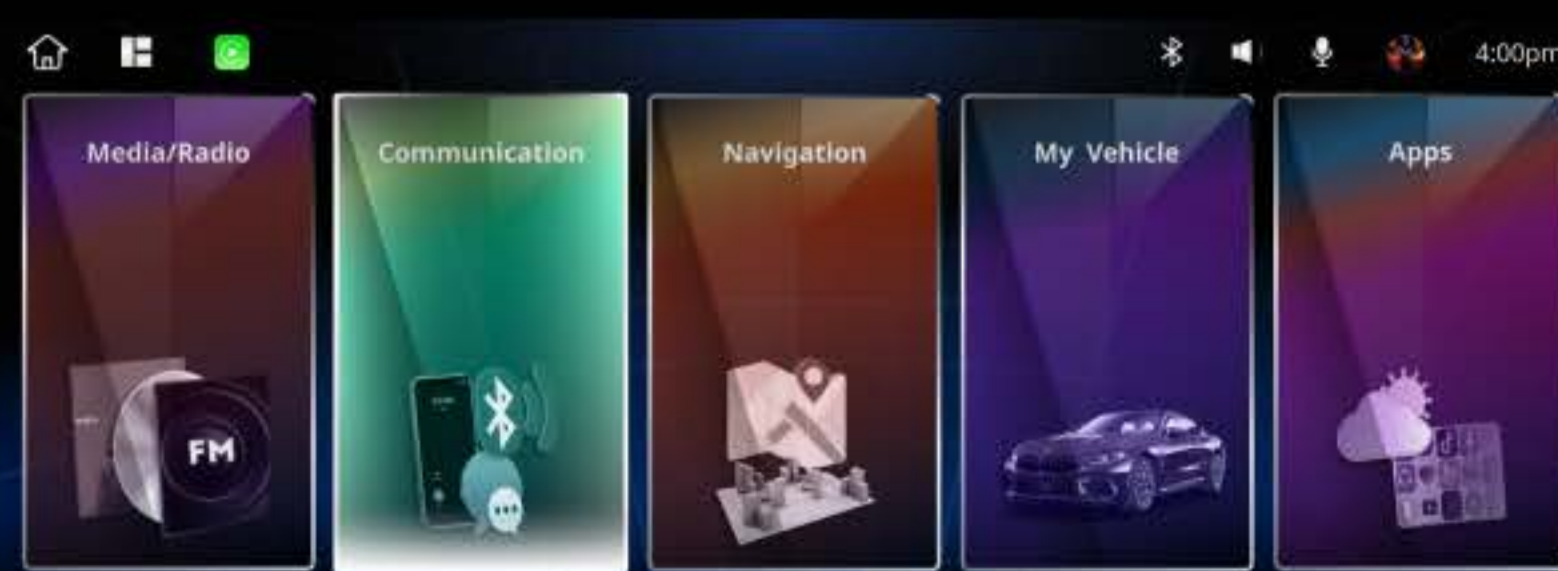 4:00pm
Media/Radio
Communication
Navigation
My Vehicle
Apps
FM